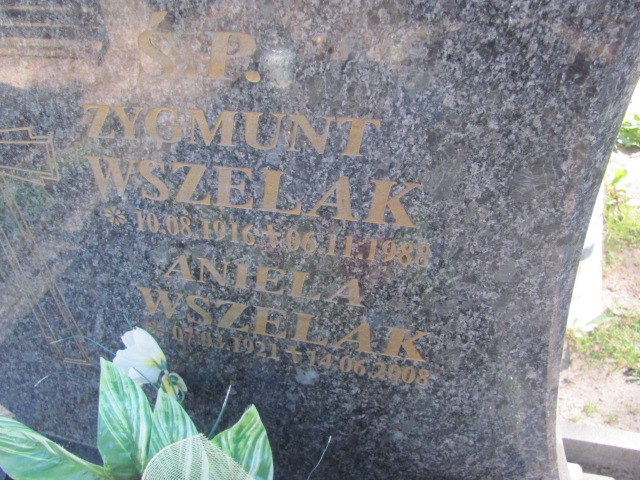 Ś.P.
ZYGMUNT
WSZELAK
* 10.08.1916 + 06.11.1988
ANIELA
WSZELAK
+ 14.06.2008